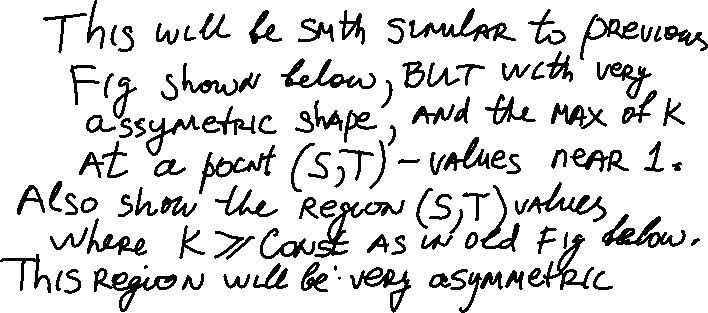 This will be smth similar to previous
Fig shown below, BUT with very
assymetric shape, AND the MAX of K
At a point (S,T) - values near 1.
Also show the Region (S,T) values
where K ≫ Const As in old Fig below.
This Region will be very asymmetric